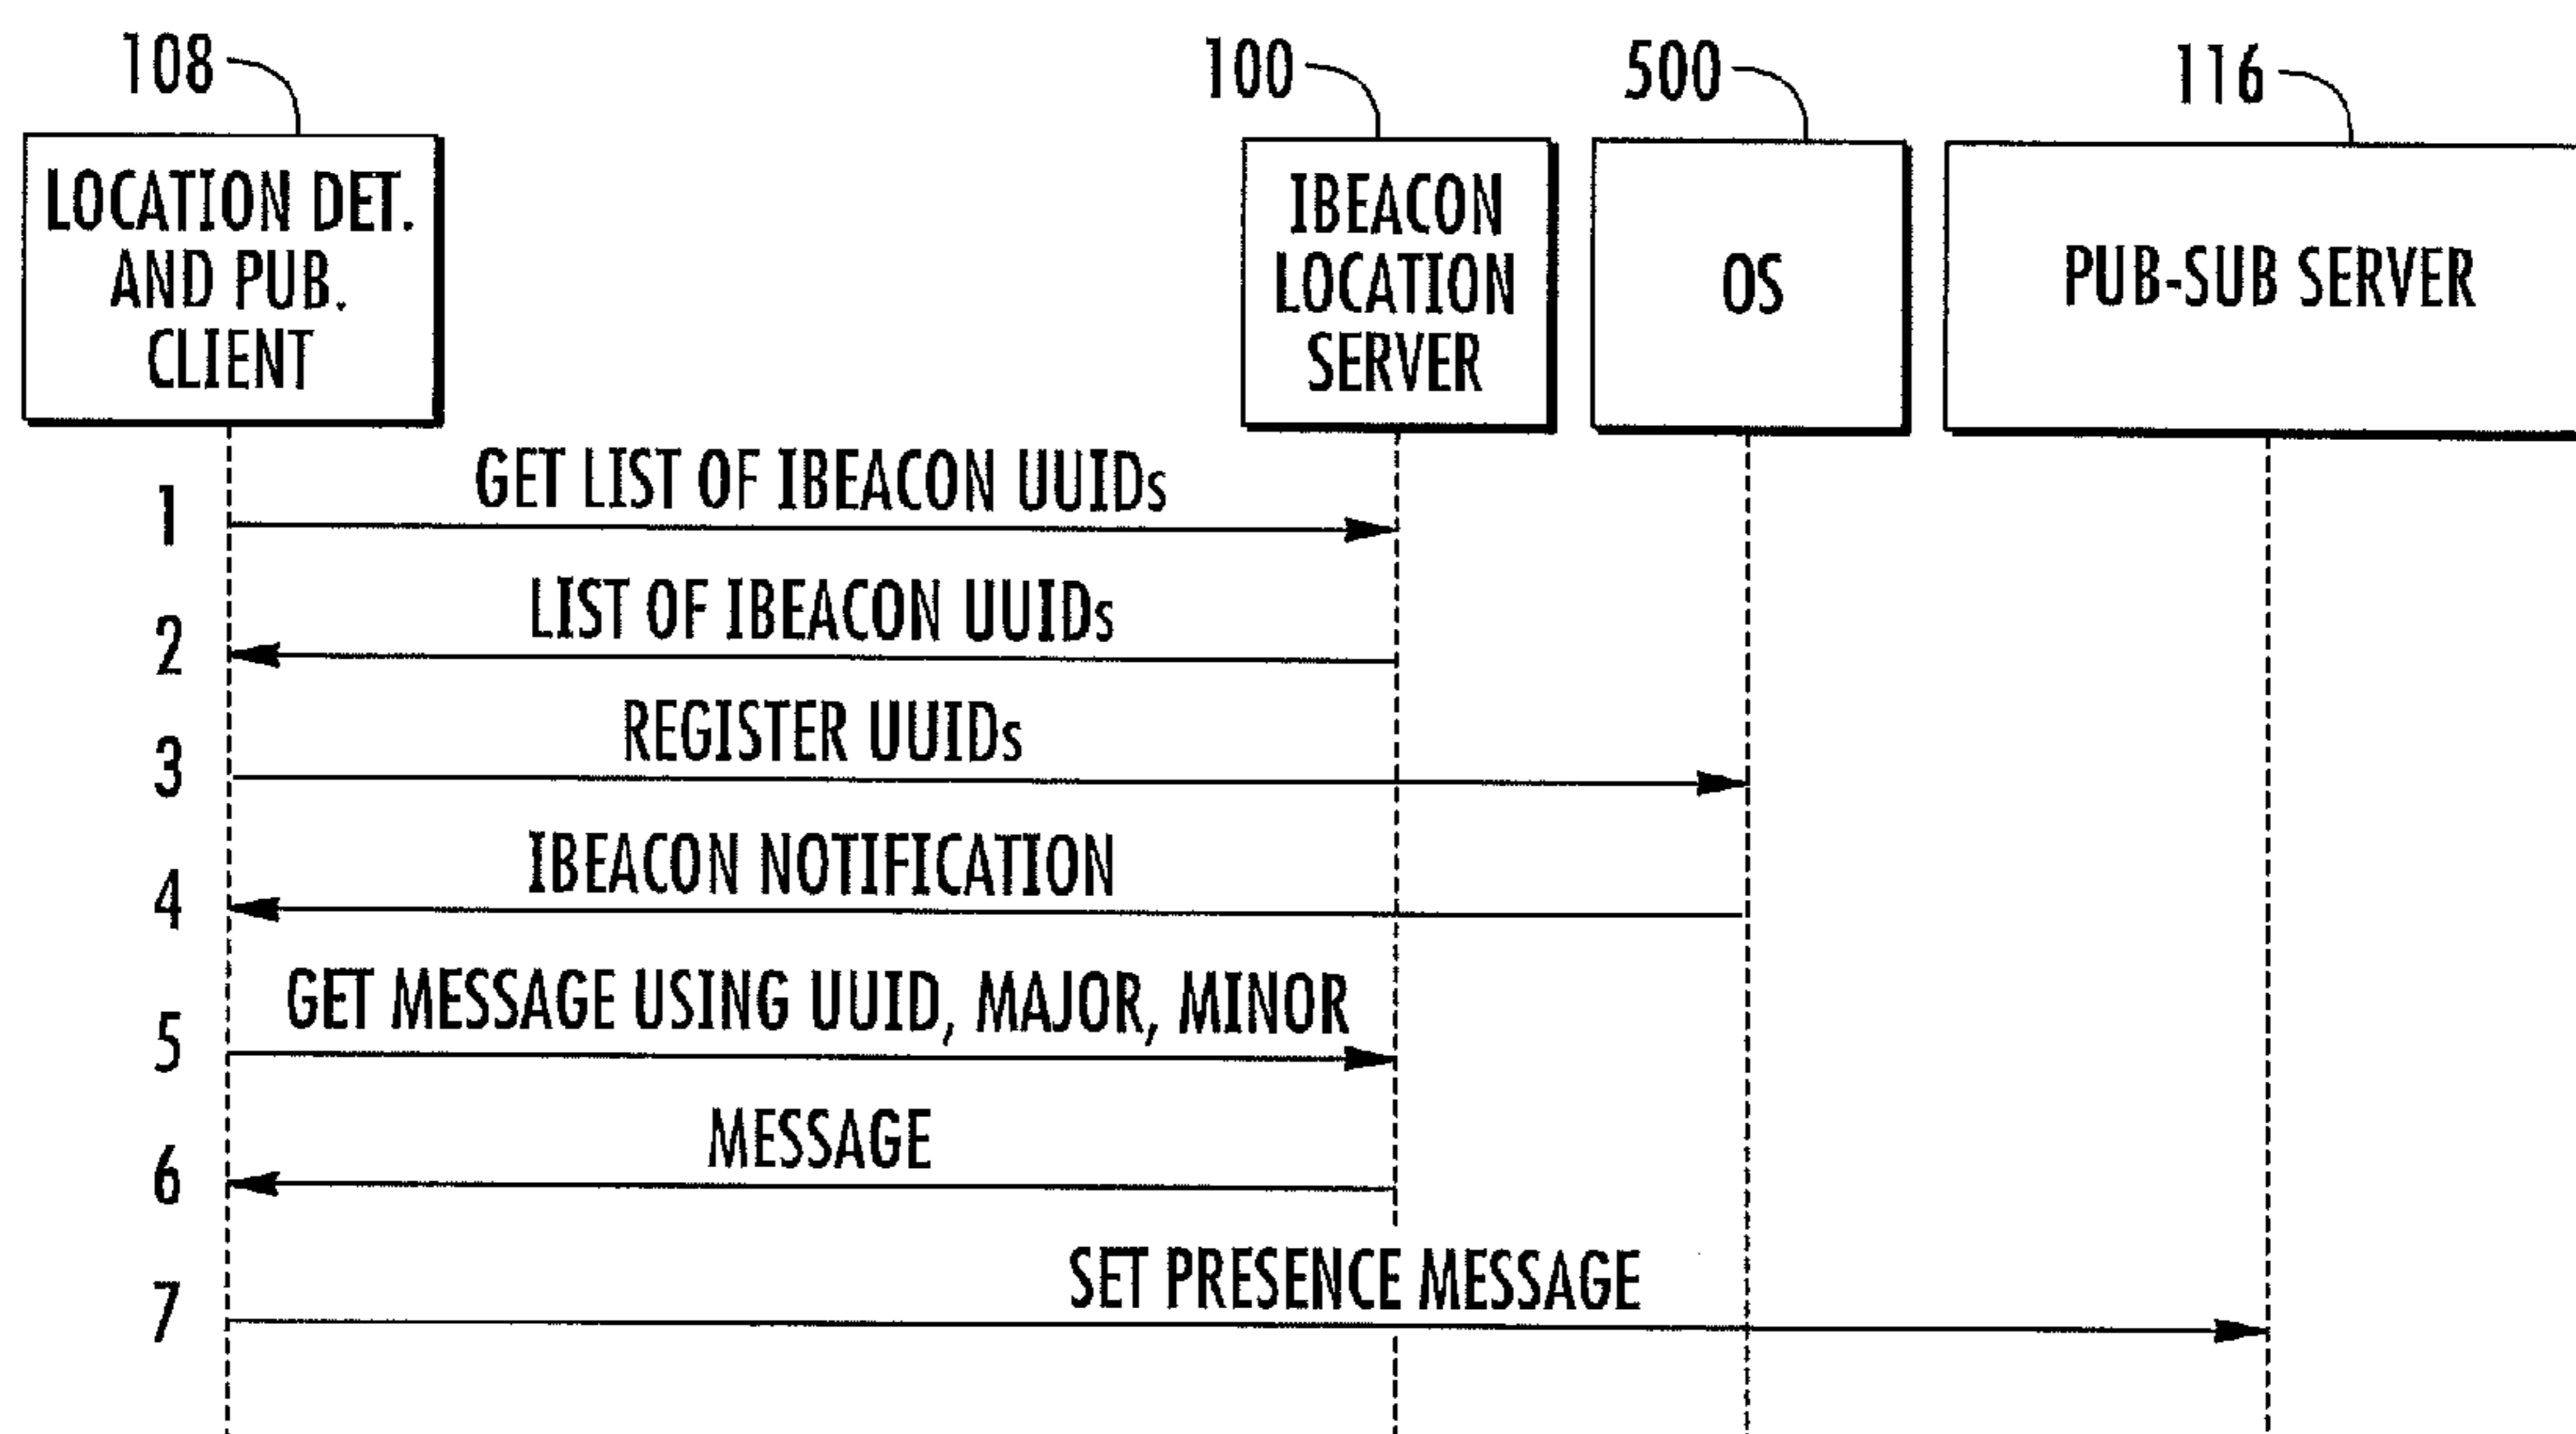 108
100
500
116
LOCATION DET.
AND PUB.
CLIENT
IBEACON
LOCATION
SERVER
OS
PUB-SUB SERVER
1
GET LIST OF IBEACON UUIDs
2
LIST OF IBEACON UUIDs
3
REGISTER UUIDs
4
IBEACON NOTIFICATION
5
GET MESSAGE USING UUID, MAJOR, MINOR
6
MESSAGE
7
SET PRESENCE MESSAGE